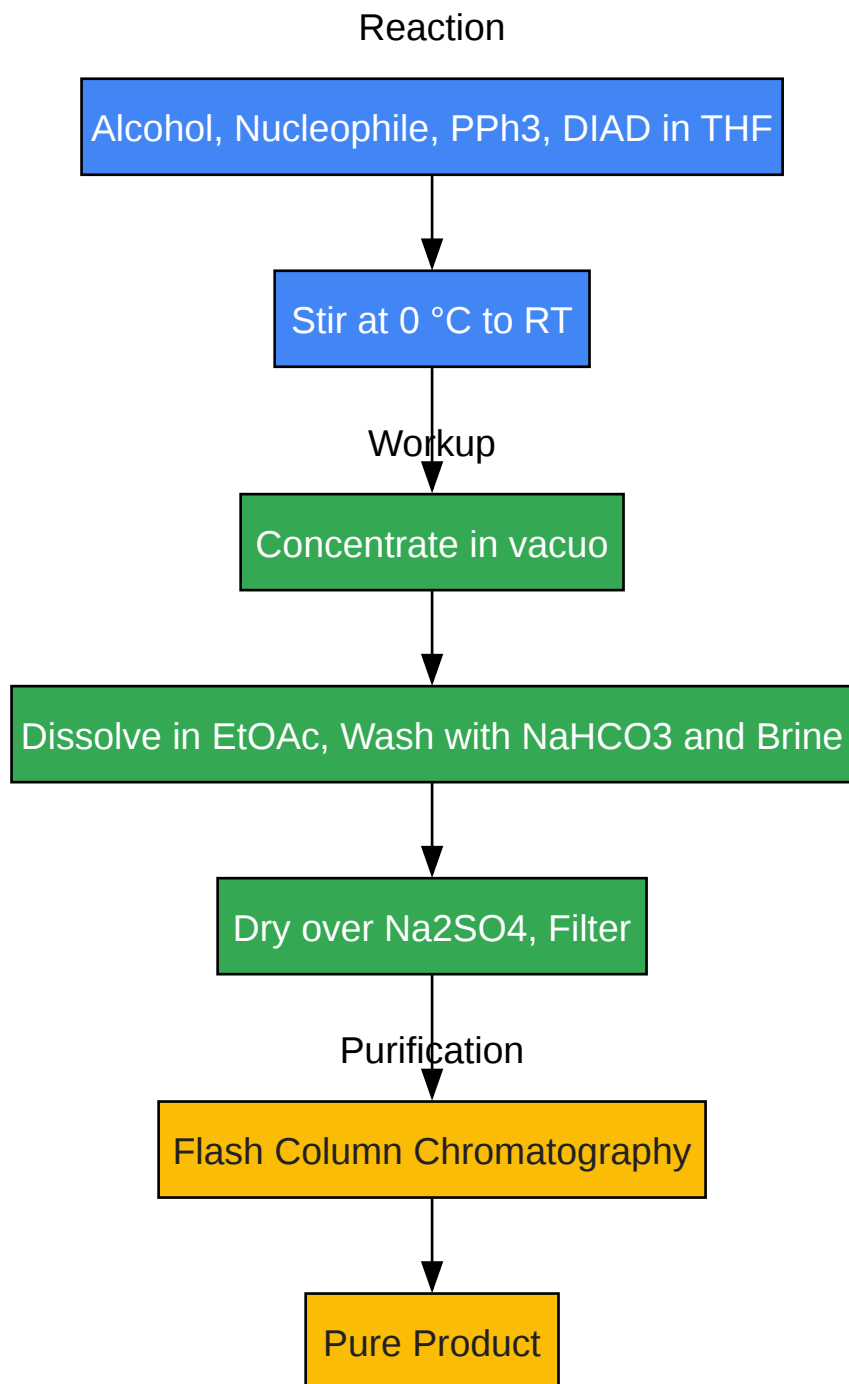 Reaction
Alcohol, Nucleophile, PPh3, DIAD in THF
Stir at 0 °C to RT
Workup
Concentrate in vacuo
Dissolve in EtOAc, Wash with NaHCO3 and Brine
Dry over Na2SO4, Filter
Purification
Flash Column Chromatography
Pure Product